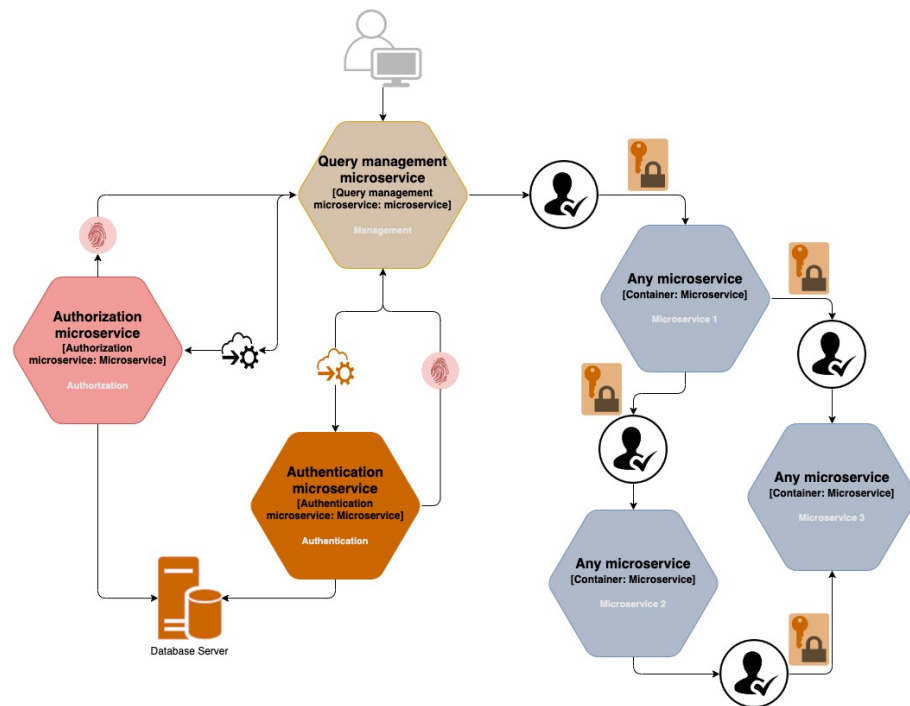 Query management
microservice
[Query management
microservice: microservice]
Management
Any microservice
[Container: Microservice]
Microservice 1
Authorization
microservice
[Authorization
microservice: Microservice]
Authorization
Authentication
microservice
[Authentication
microservice: Microservice]
Authentication
Any microservice
[Container: Microservice]
Microservice 3
Any microservice
[Container: Microservice]
Microservice 2
Database Server